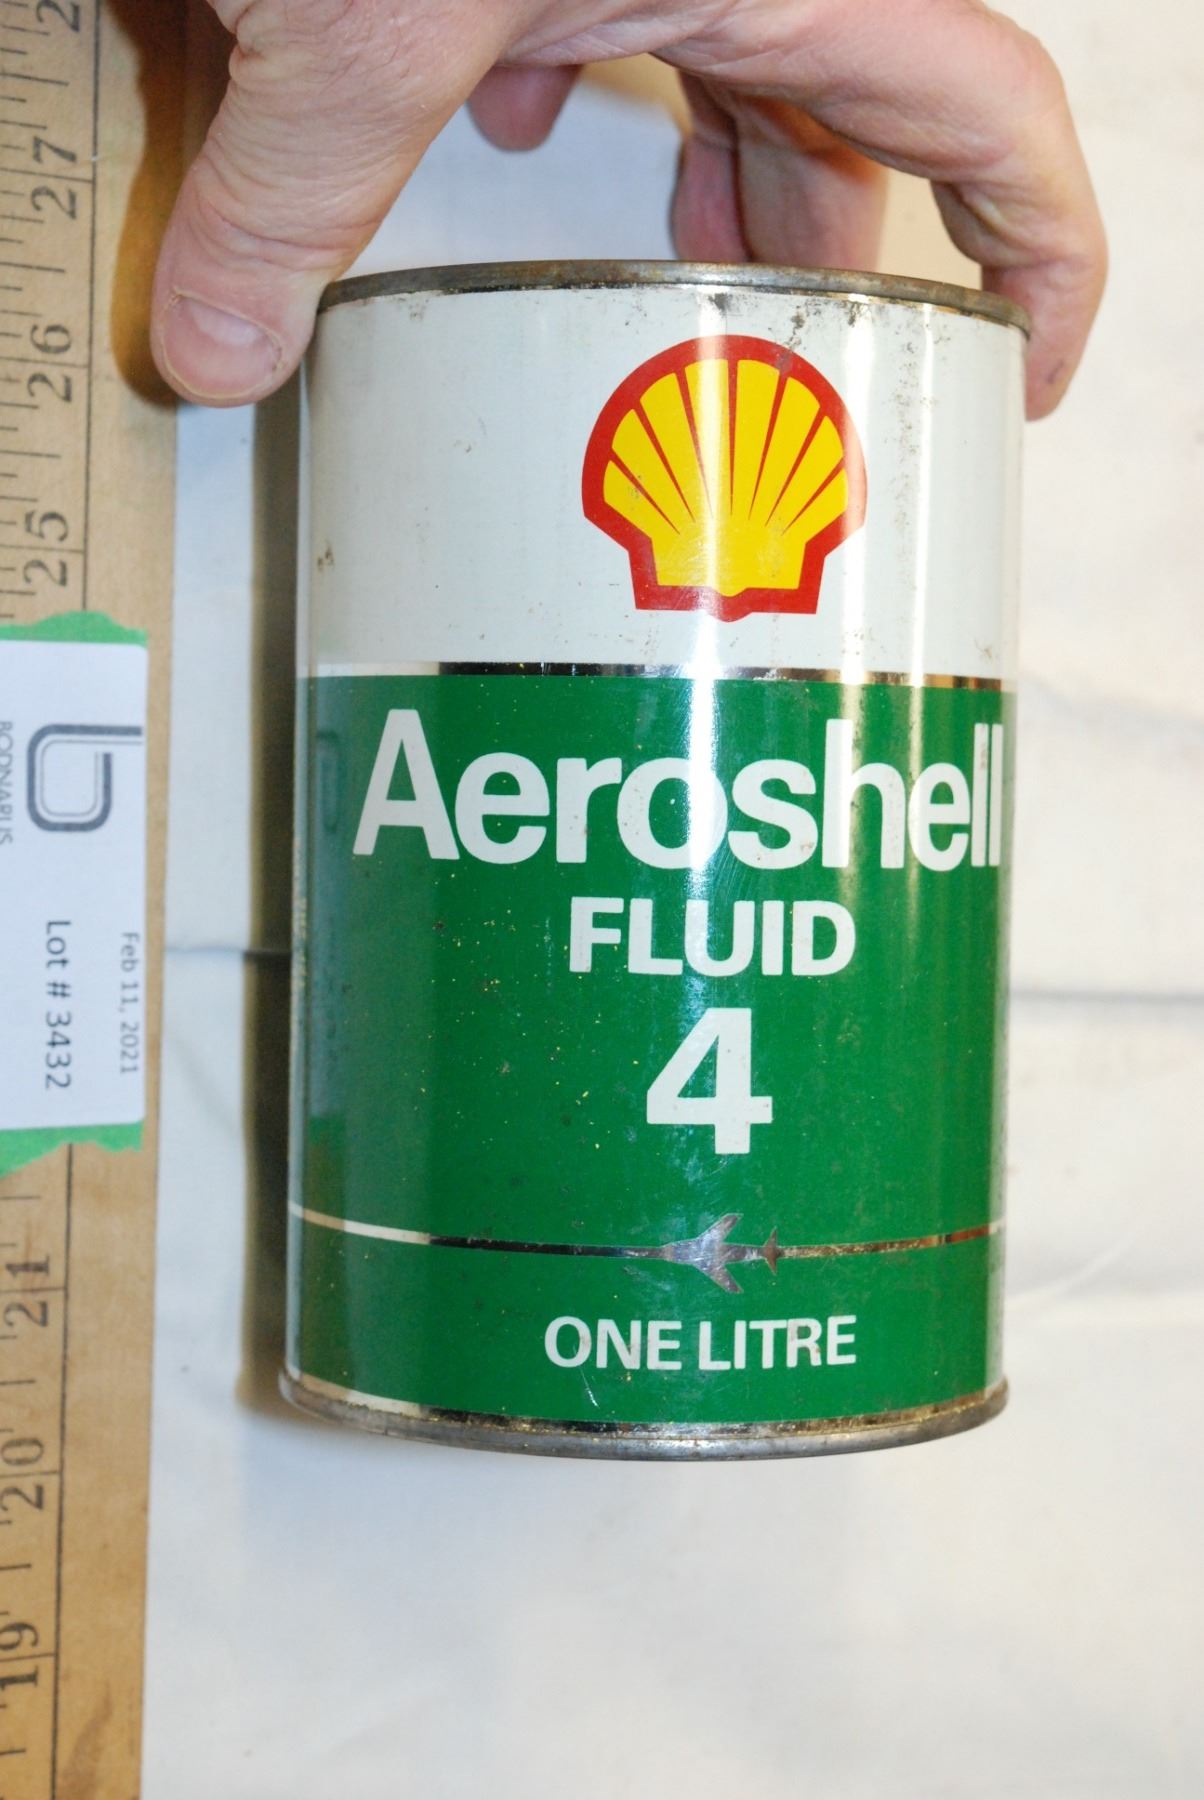 Aeroshell
FLUID
4
ONE LITRE
Feb 11, 2021
Lot # 3432
27
26
25
21
20
19